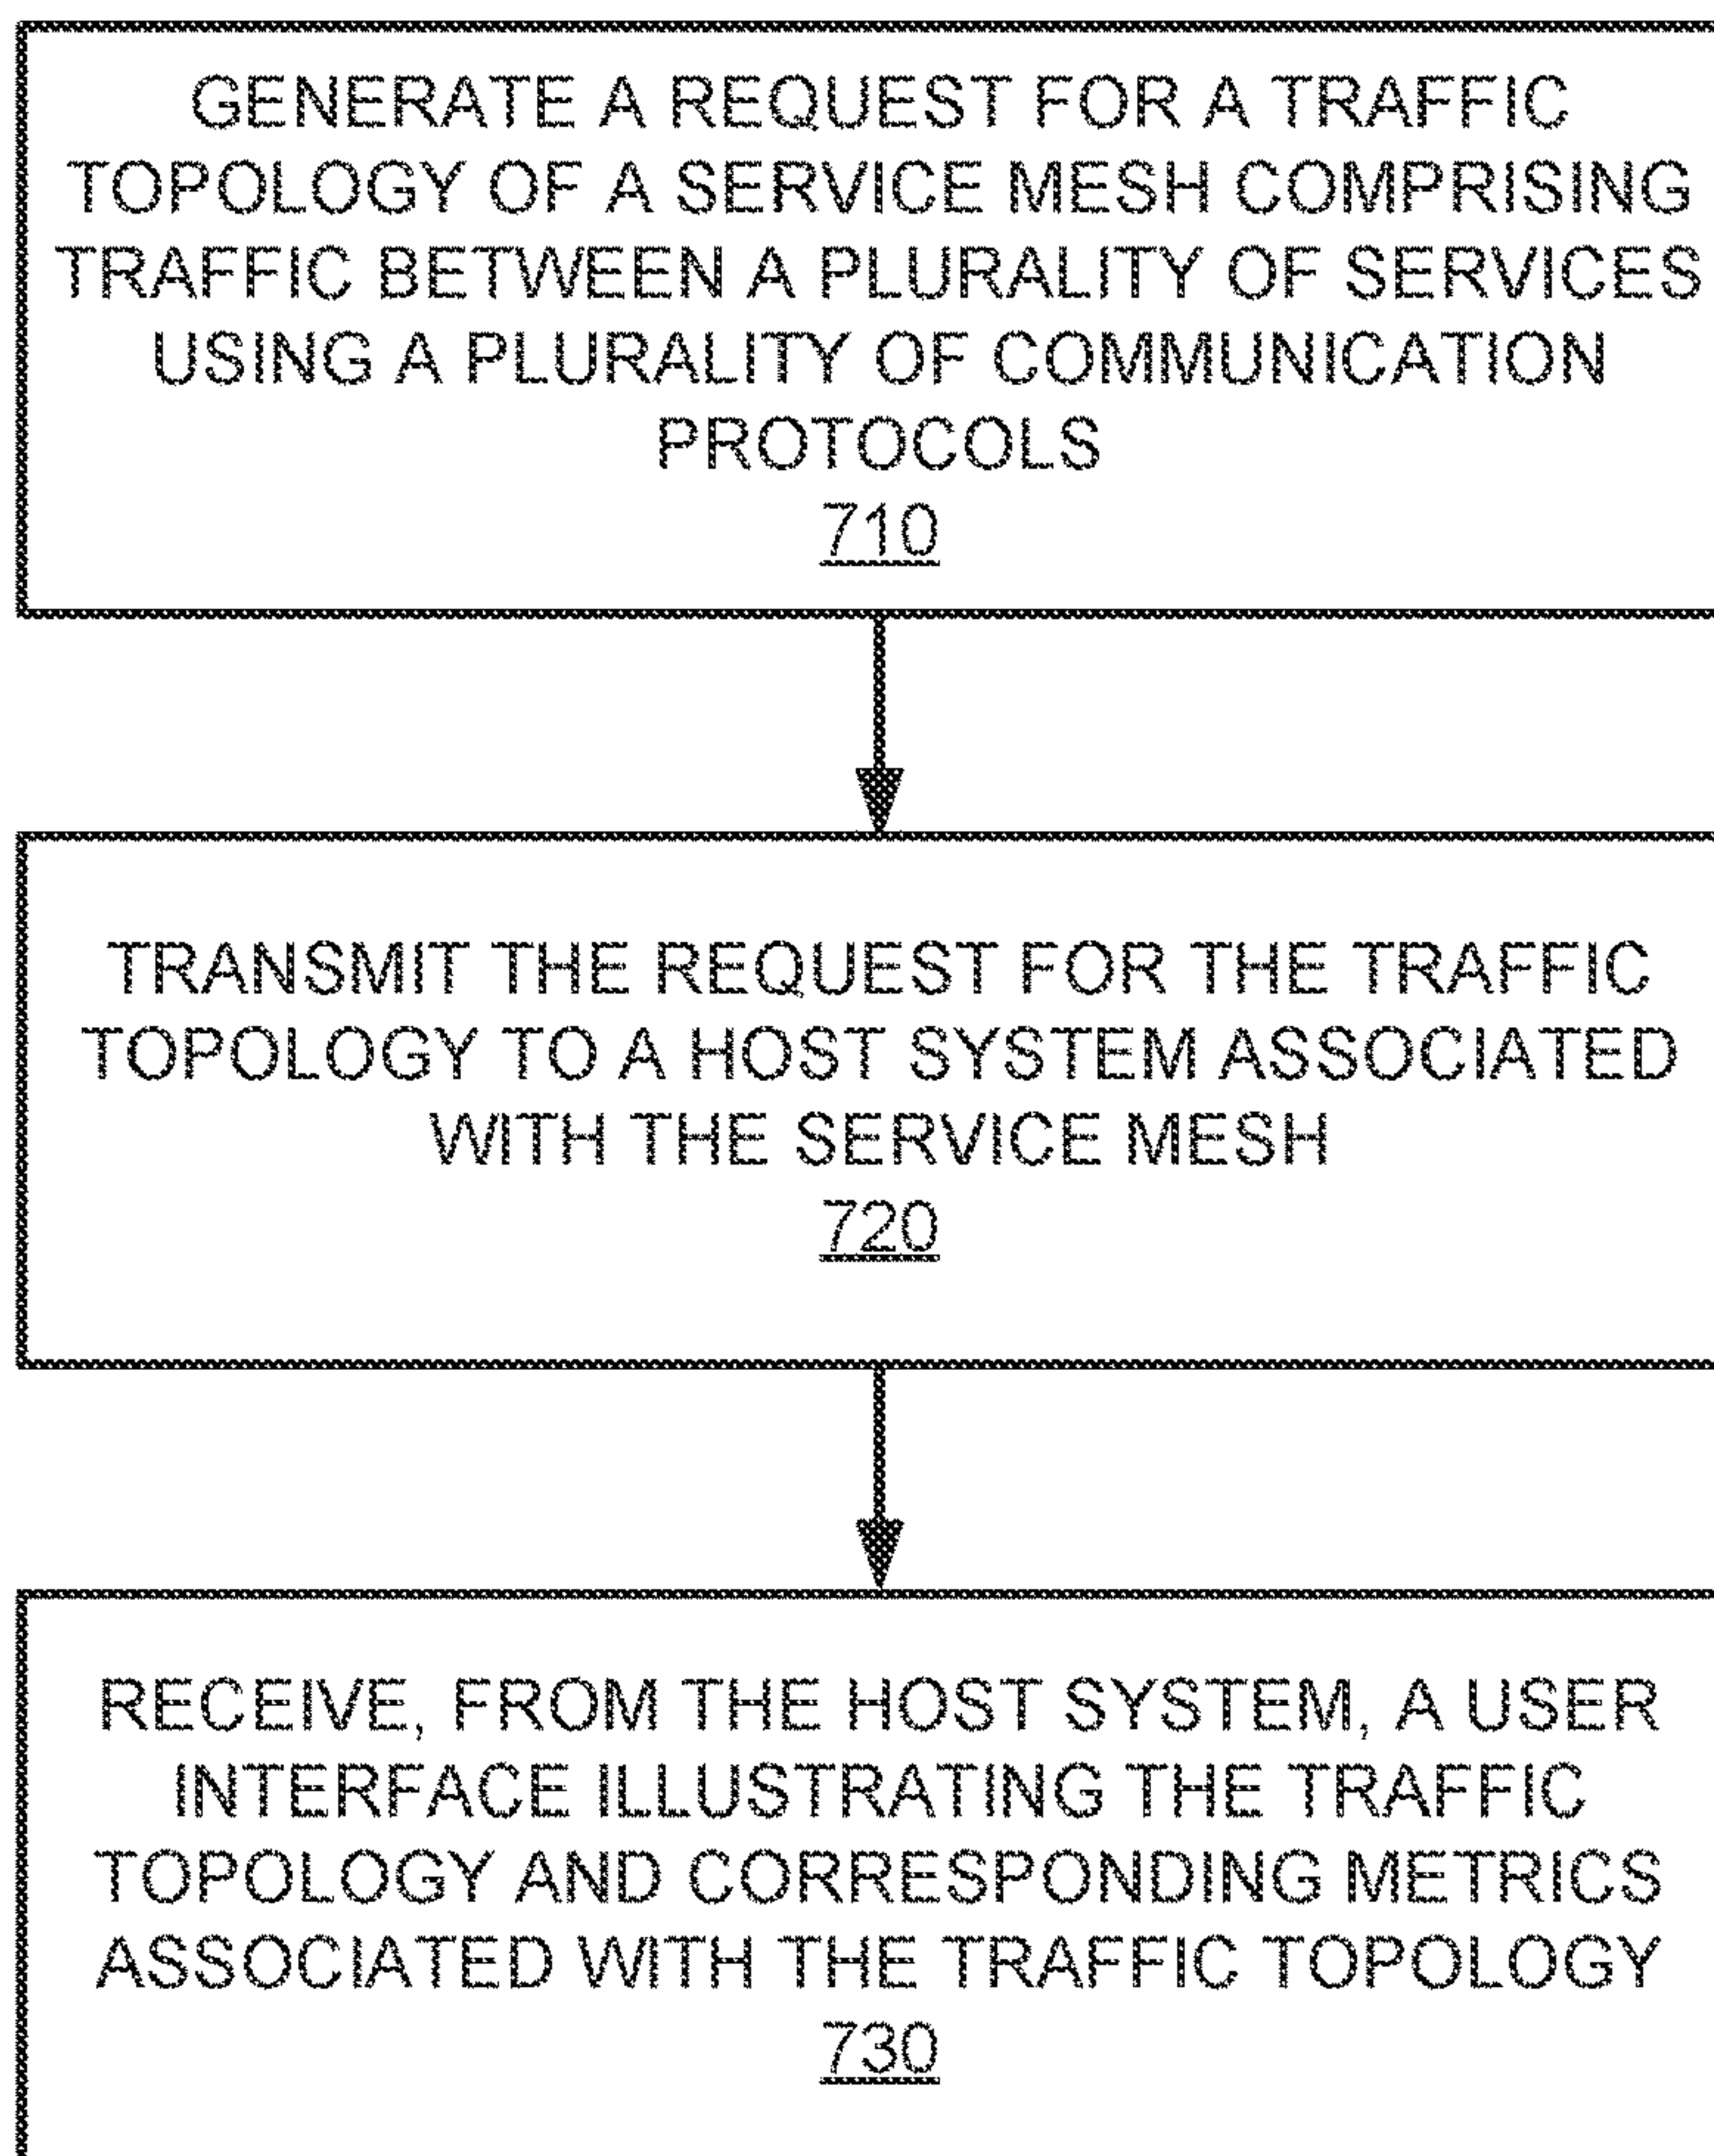 GENERATE A REQUEST FOR A TRAFFIC
TOPOLOGY OF A SERVICE MESH COMPRISING
TRAFFIC BETWEEN A PLURALITY OF SERVICES
USING A PLURALITY OF COMMUNICATION
PROTOCOLS
710
TRANSMIT THE REQUEST FOR THE TRAFFIC
TOPOLOGY TO A HOST SYSTEM ASSOCIATED
WITH THE SERVICE MESH
720
RECEIVE, FROM THE HOST SYSTEM, A USER
INTERFACE ILLUSTRATING THE TRAFFIC
TOPOLOGY AND CORRESPONDING METRICS
ASSOCIATED WITH THE TRAFFIC TOPOLOGY
730